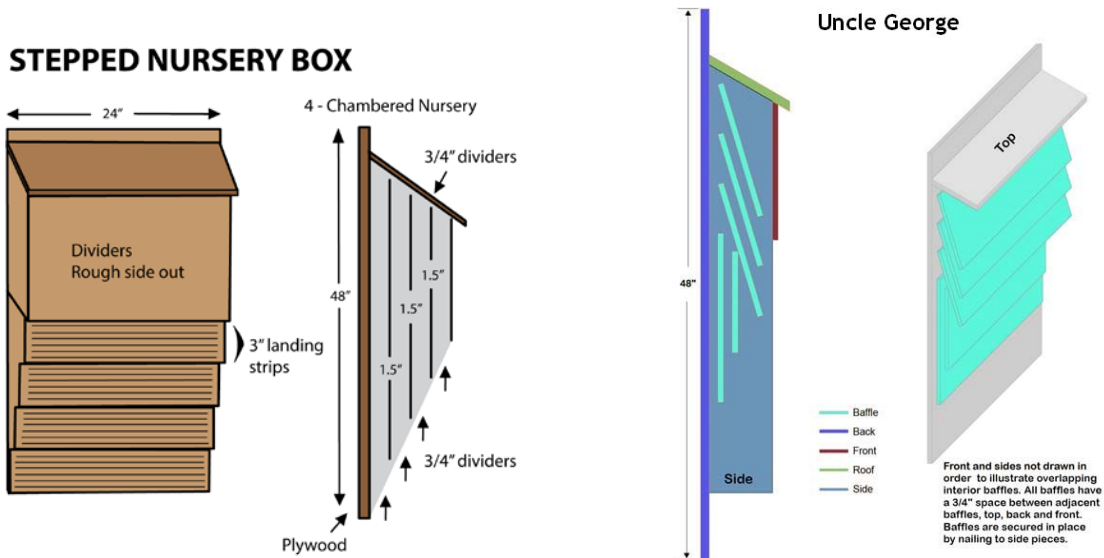 STEPPED NURSERY BOX
24"
Dividers
Rough side out
3" landing
strips
4 - Chambered Nursery
3/4" dividers
48"
1.5"
1.5"
1.5"
3/4" dividers
Plywood
Uncle George
48"
Side
Top
Baffle
Back
Front
Roof
Side
Front and sides not drawn in
order to illustrate overlapping
interior baffles. All baffles have
a 3/4" space between adjacent
baffles, top, back and front.
Baffles are secured in place
by nailing to side pieces.